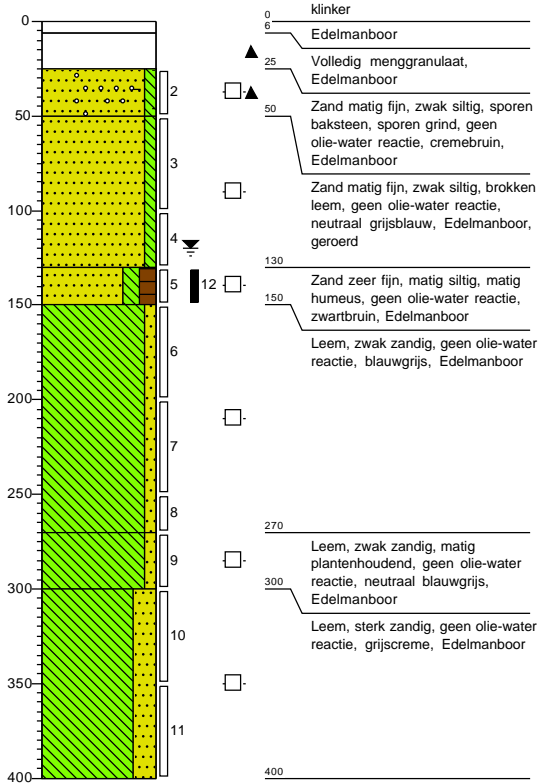 klinker
0
0
6
Edelmanboor
25
Volledig menggranulaat,
Edelmanboor
2
50
50
Zand matig fijn, zwak siltig, sporen
baksteen, sporen grind, geen
olie-water reactie, cremebruin,
Edelmanboor
3
Zand matig fijn, zwak siltig, brokken
leem, geen olie-water reactie,
neutraal grijsblauw, Edelmanboor,
geroerd
100
4
130
5
12
Zand zeer fijn, matig siltig, matig
humeus, geen olie-water reactie,
zwartbruin, Edelmanboor
150
150
Leem, zwak zandig, geen olie-water
reactie, blauwgrijs, Edelmanboor
6
200
7
250
8
270
9
Leem, zwak zandig, matig
plantenhoudend, geen olie-water
reactie, neutraal blauwgrijs,
Edelmanboor
300
300
Leem, sterk zandig, geen olie-water
reactie, grijscreme, Edelmanboor
10
350
11
400
400